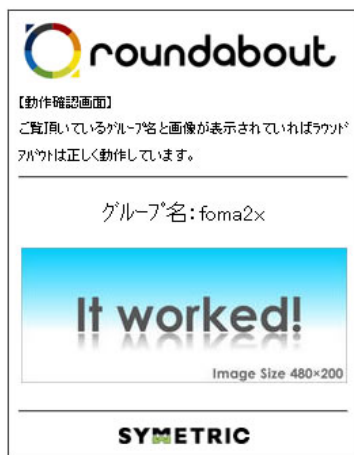 roundabout
【動作確認画面】
ご覧頂いているｸﾞﾙｰﾌﾟ名と画像が表示されていればﾗｳﾝﾄﾞ
ｱﾊﾞｳﾄは正しく動作しています。
ｸﾞﾙｰﾌﾟ名：foma2x
It worked!
Image Size 480×200
SYMETRIC